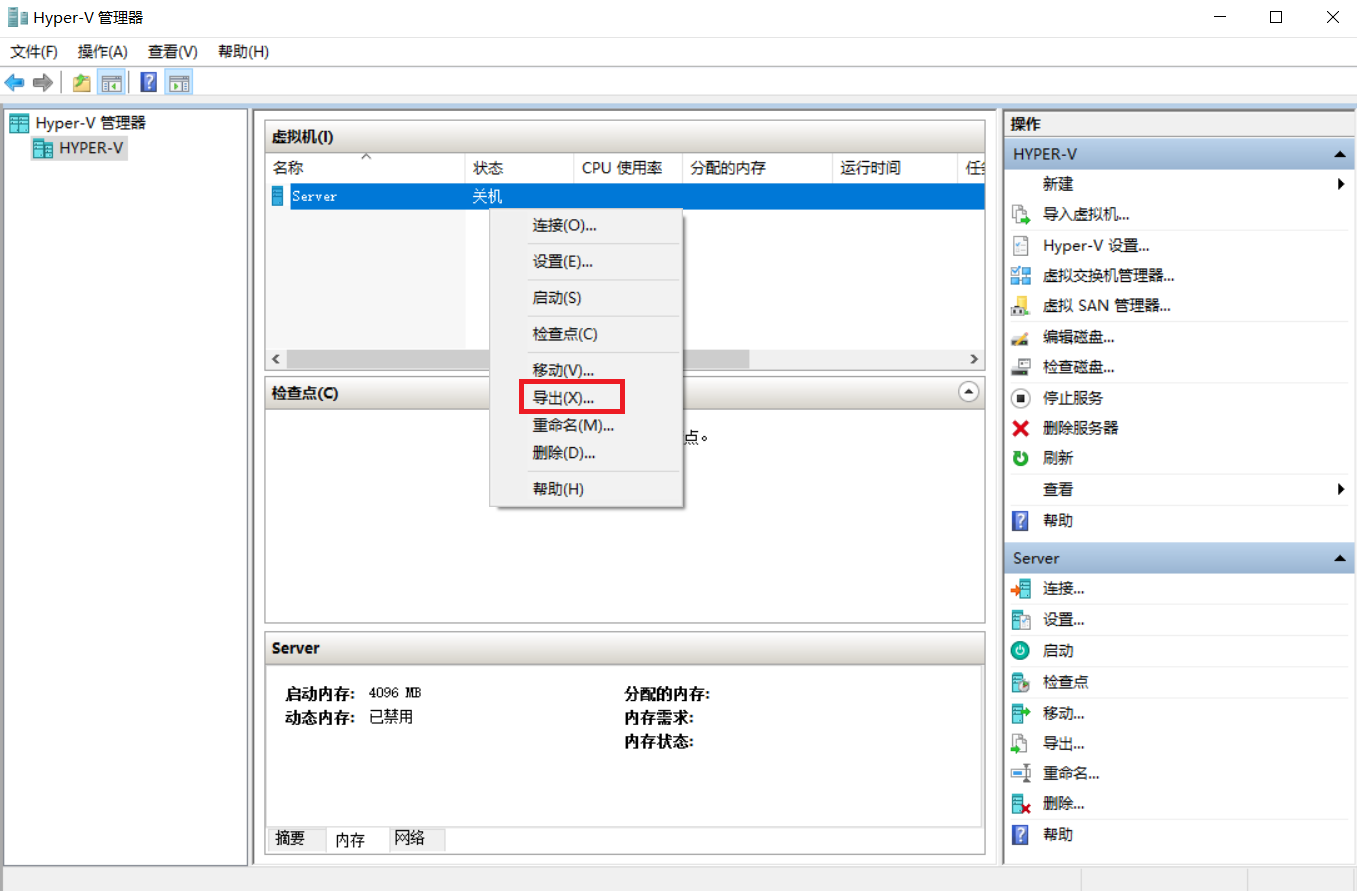 Hyper-V 管理器
文件(F) 操作(A) 查看(V) 帮助(H)
Hyper-V 管理器
HYPER-V
虚拟机(I)
名称 状态 CPU 使用率 分配的内存 运行时间
Server 关机
连接(O)...
设置(E)...
启动(S)
检查点(C)
移动(V)...
导出(X)...
重命名(M)...
删除(D)...
帮助(H)
检查点(C)
点。
Server
启动内存: 4096 MB
动态内存: 已禁用
分配的内存:
内存需求:
内存状态:
摘要 内存 网络
操作
HYPER-V
新建
导入虚拟机...
Hyper-V 设置...
虚拟交换机管理器...
虚拟 SAN 管理器...
编辑磁盘...
检查磁盘...
停止服务
删除服务器
刷新
查看
帮助
Server
连接...
设置...
启动
检查点
移动...
导出...
重命名...
删除...
帮助